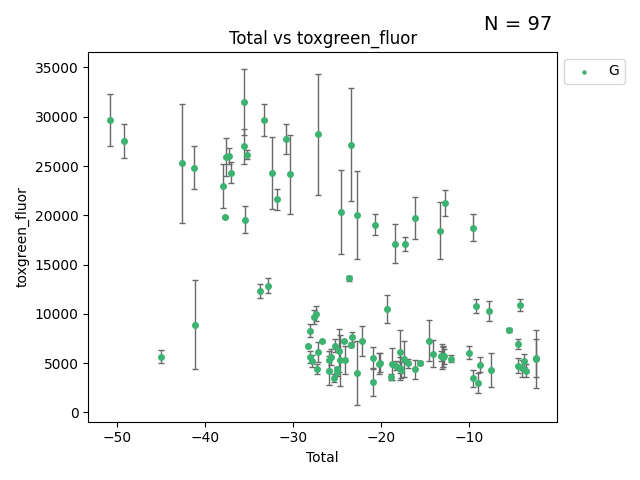 N = 97
Total vs toxgreen_fluor
G
toxgreen_fluor
35000
30000
25000
20000
15000
10000
5000
0
−50 −40 −30 −20 −10
Total